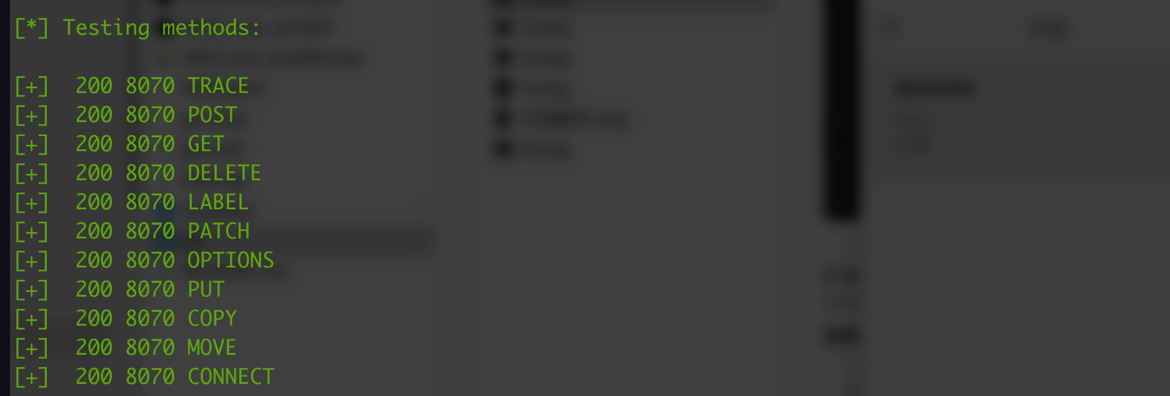 [*] Testing methods:
[+] 200 8070 TRACE
[+] 200 8070 POST
[+] 200 8070 GET
[+] 200 8070 DELETE
[+] 200 8070 LABEL
[+] 200 8070 PATCH
[+] 200 8070 OPTIONS
[+] 200 8070 PUT
[+] 200 8070 COPY
[+] 200 8070 MOVE
[+] 200 8070 CONNECT